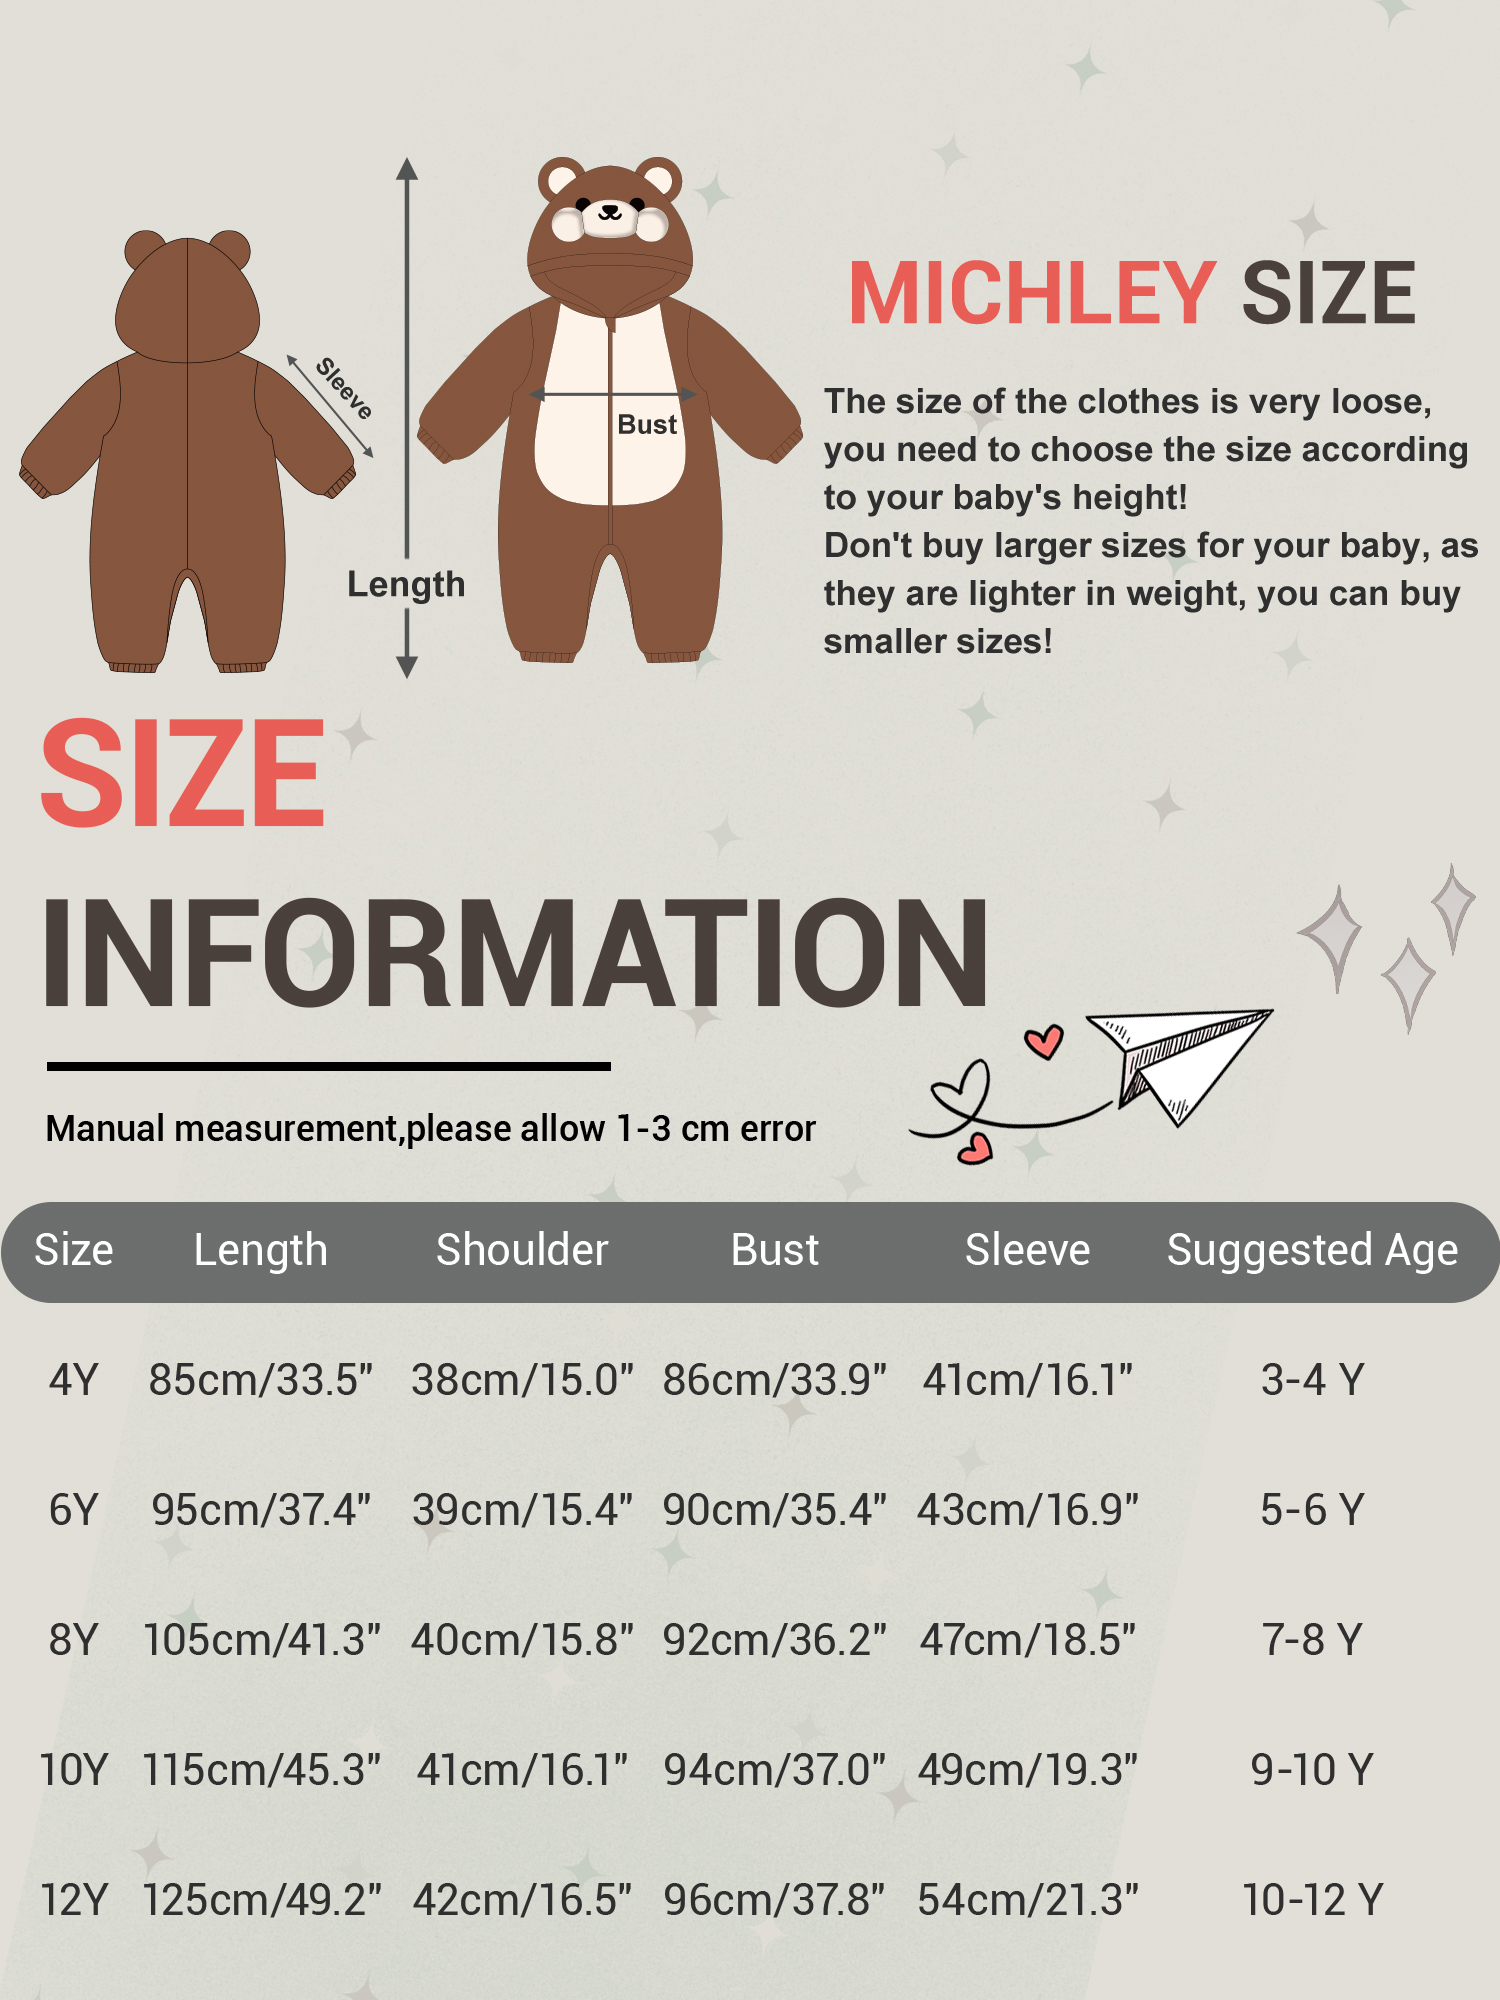 Sleeve
Bust
Length
MICHLEY SIZE
The size of the clothes is very loose,
you need to choose the size according
to your baby's height!
Don't buy larger sizes for your baby, as
they are lighter in weight, you can buy
smaller sizes!
SIZE
INFORMATION
Manual measurement,please allow 1-3 cm error
Size Length Shoulder Bust Sleeve Suggested Age
4Y 85cm/33.5" 38cm/15.0" 86cm/33.9" 41cm/16.1" 3-4 Y
6Y 95cm/37.4" 39cm/15.4" 90cm/35.4" 43cm/16.9" 5-6 Y
8Y 105cm/41.3" 40cm/15.8" 92cm/36.2" 47cm/18.5" 7-8 Y
10Y 115cm/45.3" 41cm/16.1" 94cm/37.0" 49cm/19.3" 9-10 Y
12Y 125cm/49.2" 42cm/16.5" 96cm/37.8" 54cm/21.3" 10-12 Y